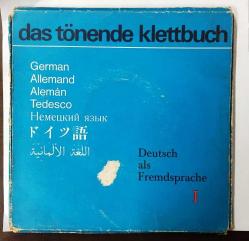 das tönende klettbuch
German
Allemand
Alemán
Tedesco
Немецкий язык
ドイツ語
اللغة الألمانية
Deutsch
als
Fremdsprache
I